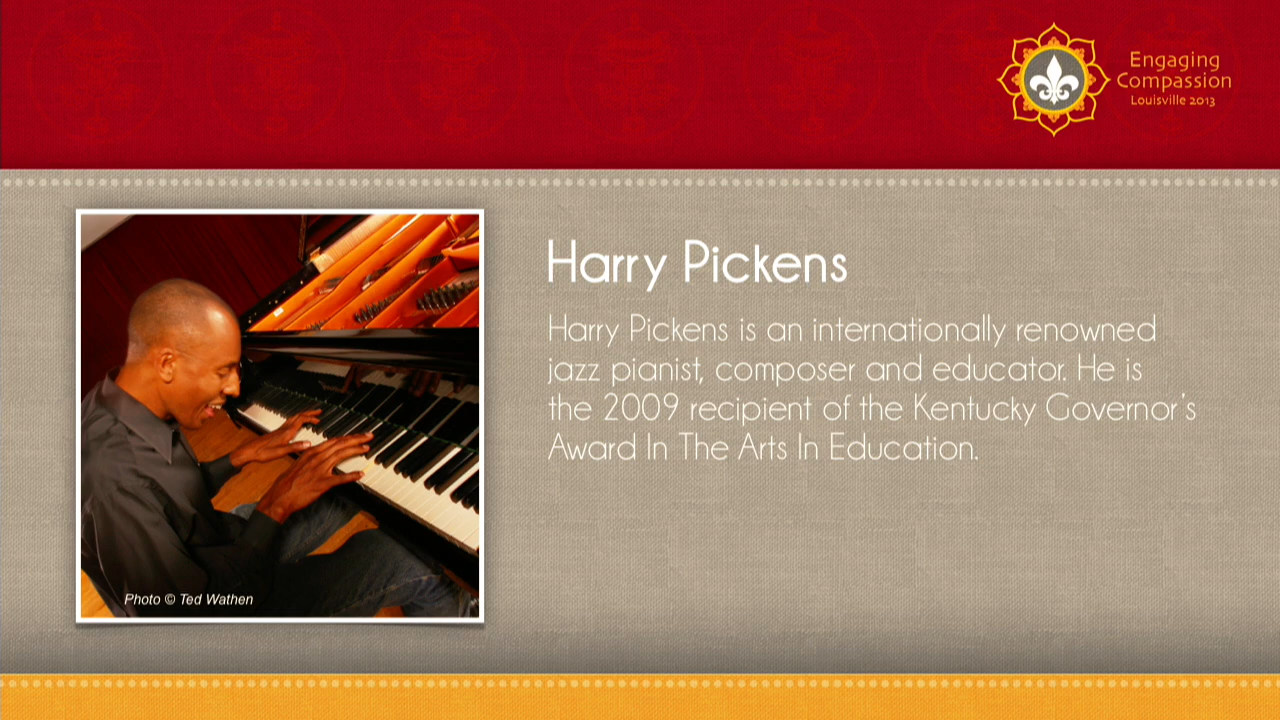 Engaging
Compassion
Louisville 2013
Harry Pickens
Harry Pickens is an internationally renowned
jazz pianist, composer and educator. He is
the 2009 recipient of the Kentucky Governor's
Award In The Arts In Education.
Photo © Ted Wathen